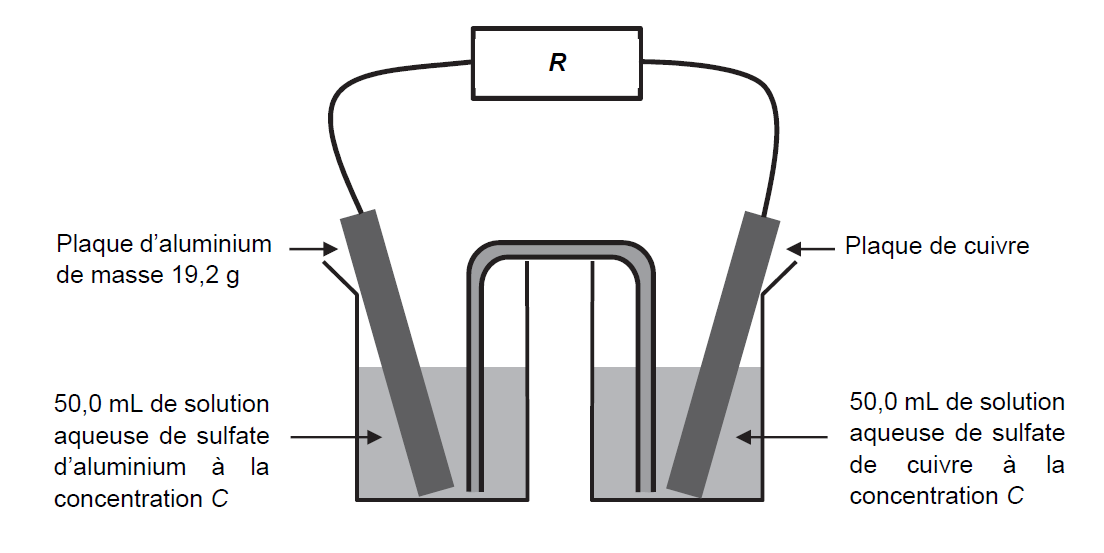 R
Plaque d’aluminium
de masse 19,2 g
Plaque de cuivre
50,0 mL de solution
aqueuse de sulfate
d’aluminium à la
concentration C
50,0 mL de solution
aqueuse de sulfate
de cuivre à la
concentration C